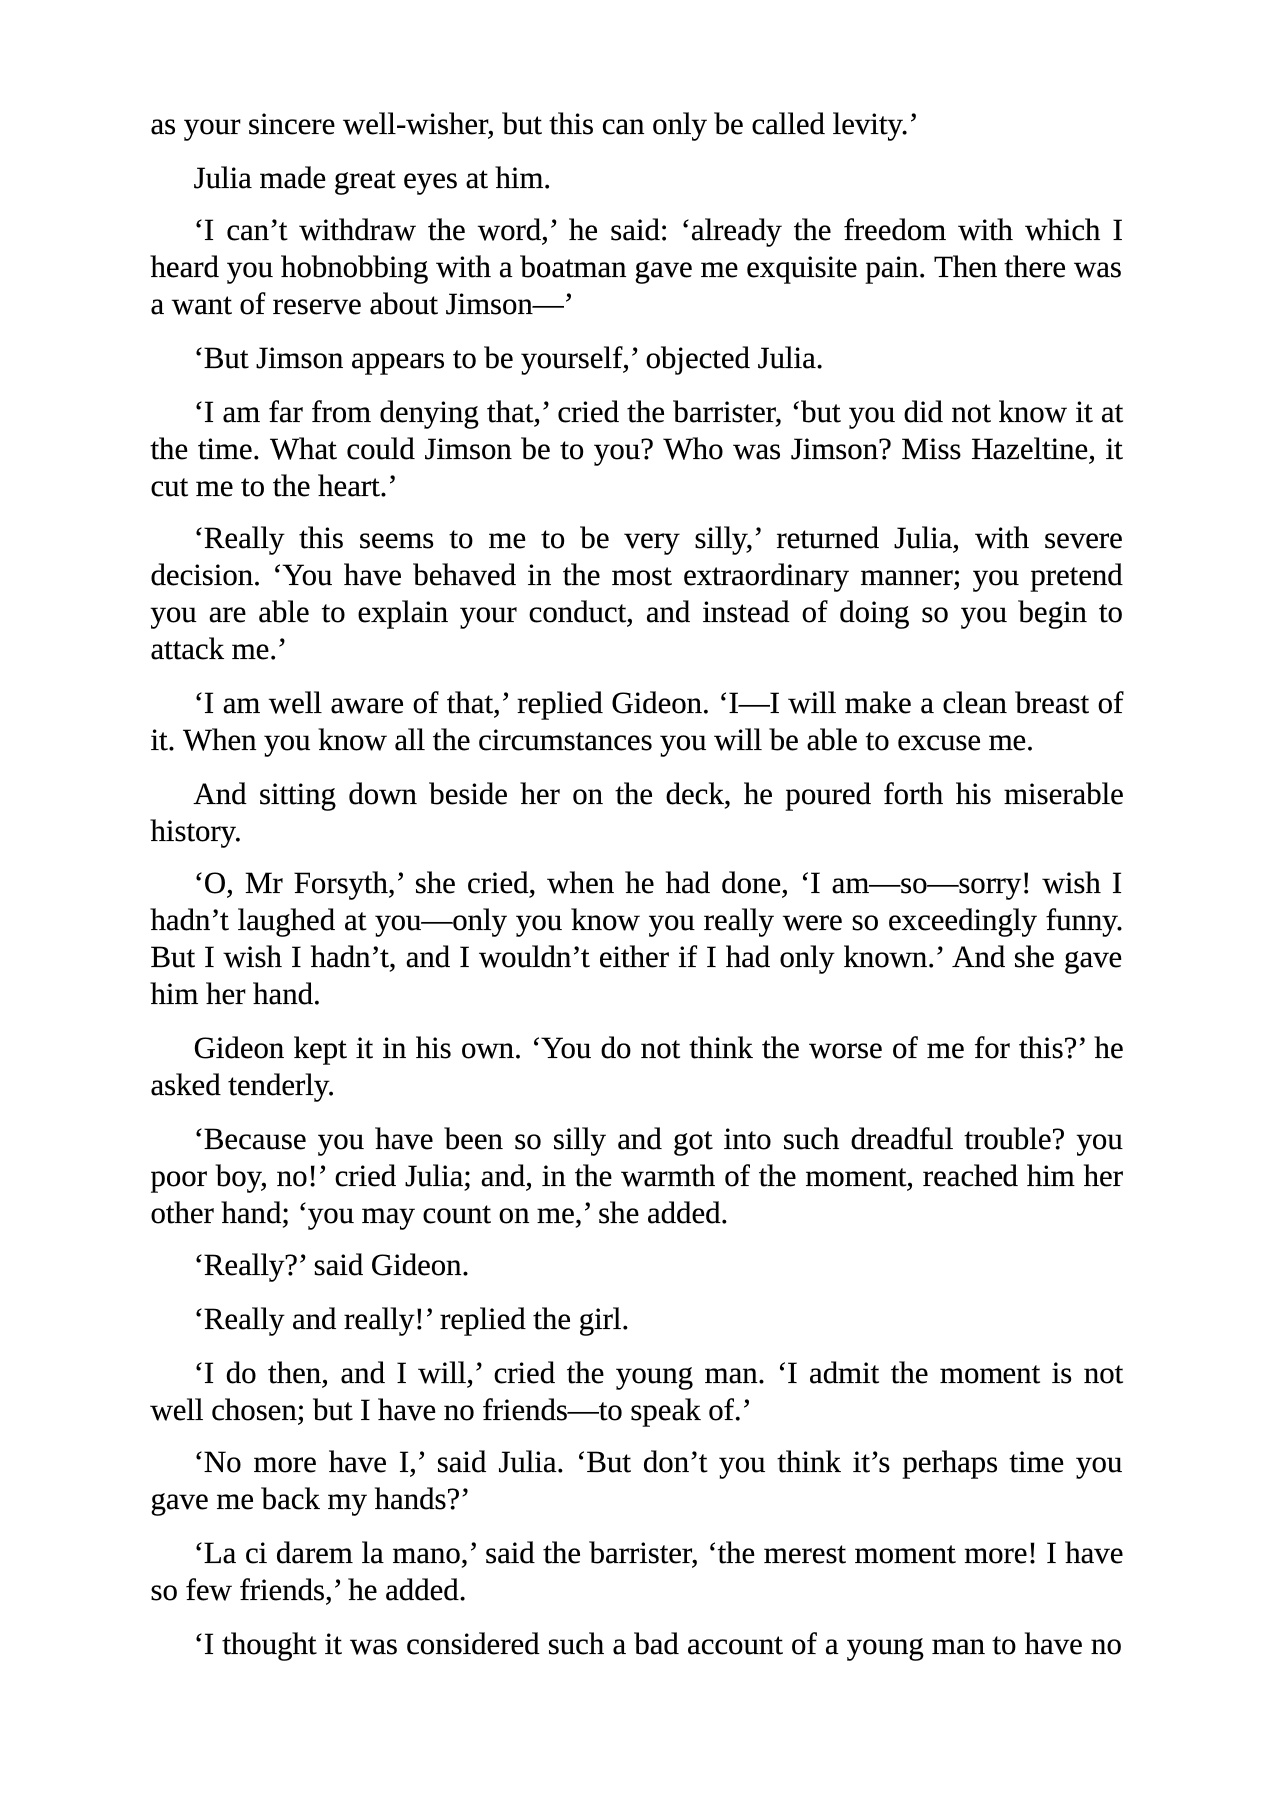 as your sincere well-wisher, but this can only be called levity.’
Julia made great eyes at him.
‘I can’t withdraw the word,’ he said: ‘already the freedom with which I
heard you hobnobbing with a boatman gave me exquisite pain. Then there was
a want of reserve about Jimson—’
‘But Jimson appears to be yourself,’ objected Julia.
‘I am far from denying that,’ cried the barrister, ‘but you did not know it at
the time. What could Jimson be to you? Who was Jimson? Miss Hazeltine, it
cut me to the heart.’
‘Really this seems to me to be very silly,’ returned Julia, with severe
decision. ‘You have behaved in the most extraordinary manner; you pretend
you are able to explain your conduct, and instead of doing so you begin to
attack me.’
‘I am well aware of that,’ replied Gideon. ‘I—I will make a clean breast of
it. When you know all the circumstances you will be able to excuse me.
And sitting down beside her on the deck, he poured forth his miserable
history.
‘O, Mr Forsyth,’ she cried, when he had done, ‘I am—so—sorry! wish I
hadn’t laughed at you—only you know you really were so exceedingly funny.
But I wish I hadn’t, and I wouldn’t either if I had only known.’ And she gave
him her hand.
Gideon kept it in his own. ‘You do not think the worse of me for this?’ he
asked tenderly.
‘Because you have been so silly and got into such dreadful trouble? you
poor boy, no!’ cried Julia; and, in the warmth of the moment, reached him her
other hand; ‘you may count on me,’ she added.
‘Really?’ said Gideon.
‘Really and really!’ replied the girl.
‘I do then, and I will,’ cried the young man. ‘I admit the moment is not
well chosen; but I have no friends—to speak of.’
‘No more have I,’ said Julia. ‘But don’t you think it’s perhaps time you
gave me back my hands?’
‘La ci darem la mano,’ said the barrister, ‘the merest moment more! I have
so few friends,’ he added.
‘I thought it was considered such a bad account of a young man to have no